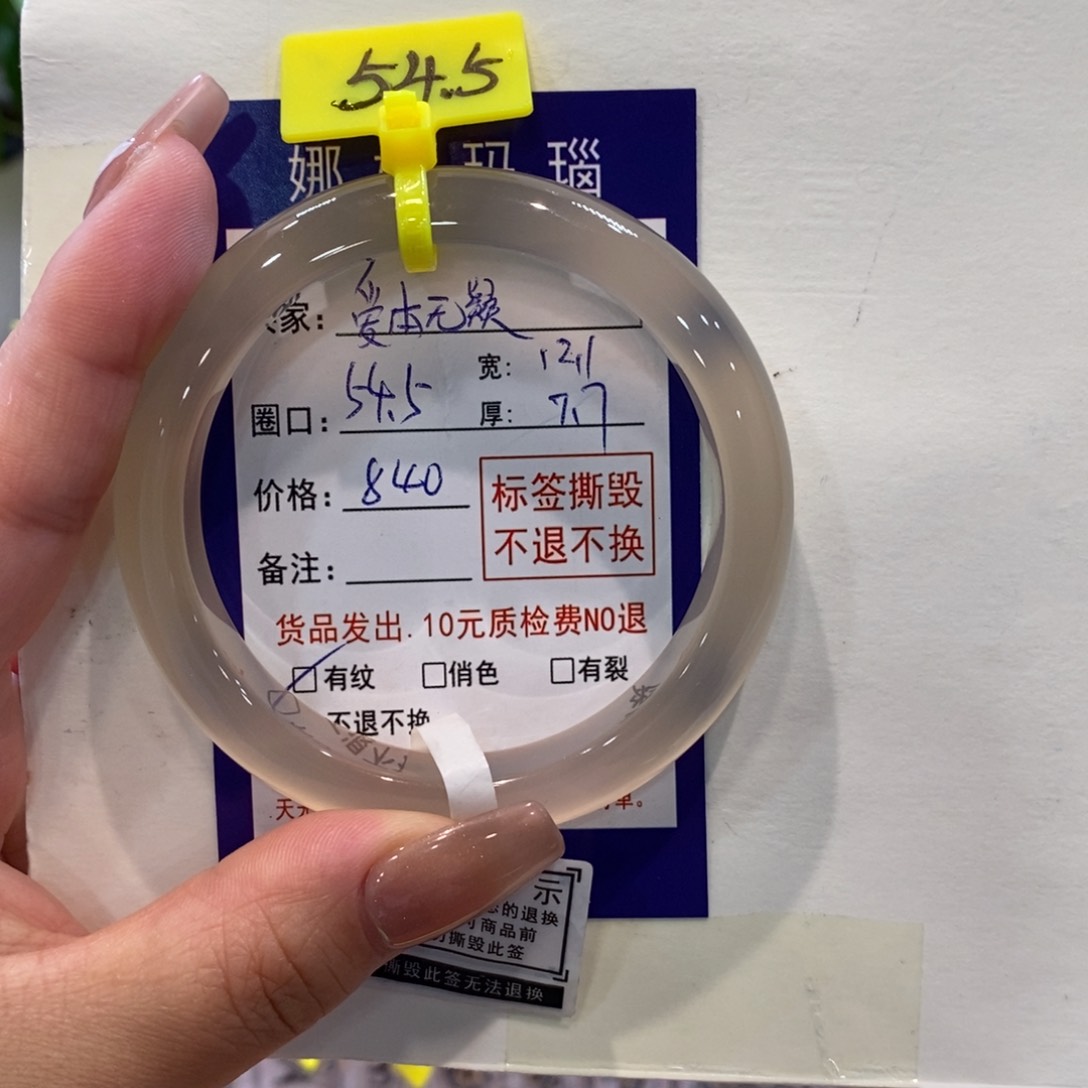 54.5
娜 玛 瑙
家： 爱本无疑
宽： 12.1
圈口： 54.5
厚： 7.7
价格： 840
标签撕毁
不退不换
备注：
货品发出.10元质检费NO退
☑有纹 □俏色 □有裂
不退不换
示
的退换
商品前
撕毁此签
撕毁此签无法退换